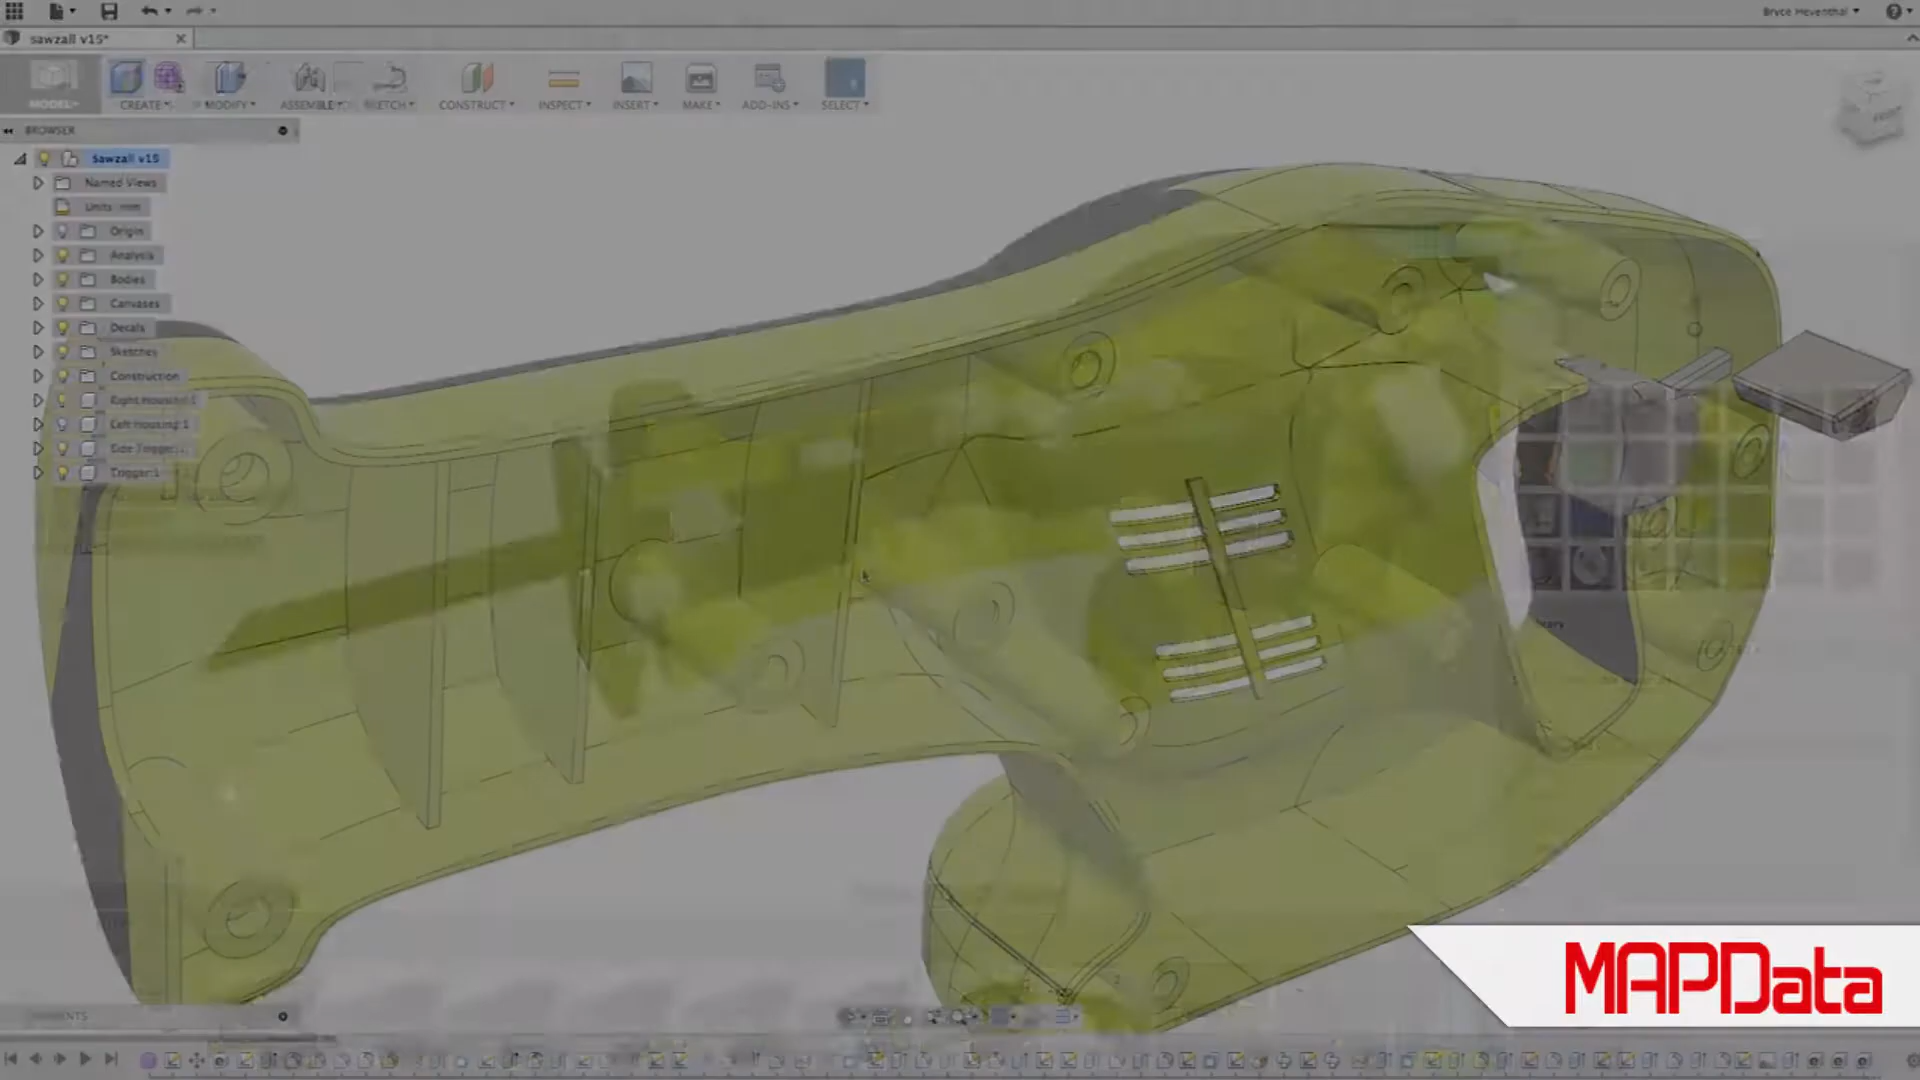 Bryce Heventhal
sawzall v15*
MODEL
CREATE
MODIFY
ASSEMBLE
SKETCH
CONSTRUCT
INSPECT
INSERT
MAKE
ADD-INS
SELECT
BROWSER
FRONT
Sawzall v15
Named Views
Units: mm
Origin
Analysis
Bodies
Canvases
Decals
Sketches
Construction
Right Housing:1
Left Housing:1
Side Trigger:1
Trigger:1
COMMENTS
MAPData